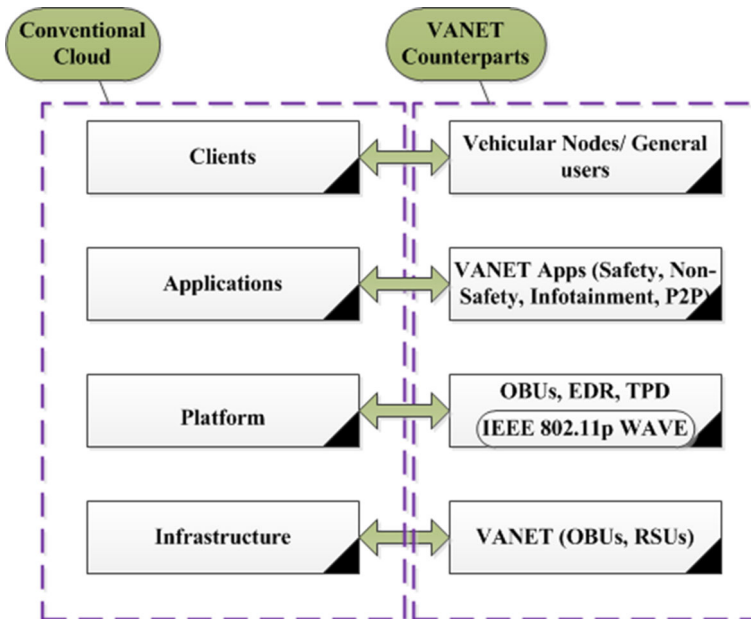 Conventional
Cloud
VANET
Counterparts
Clients
Vehicular Nodes/ General
users
Applications
VANET Apps (Safety, Non-
Safety, Infotainment, P2P)
Platform
OBUs, EDR, TPD
IEEE 802.11p WAVE
Infrastructure
VANET (OBUs, RSUs)